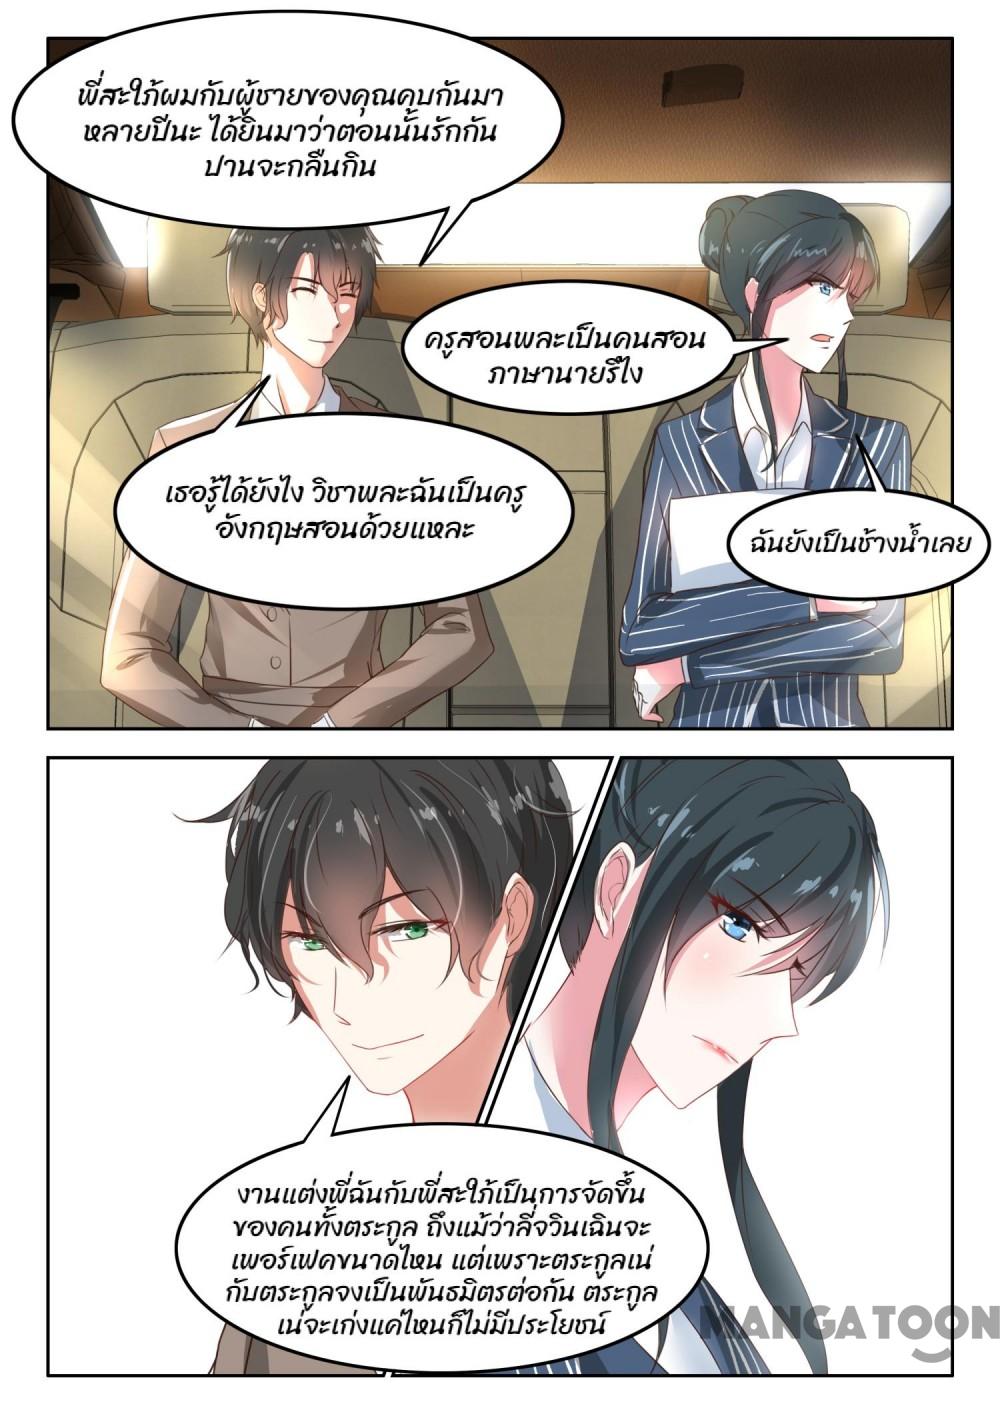 พี่สะใภ้ผมกับผู้ชายของคุณคบกันมา
หลายปีนะ ได้ยินมาว่าตอนนั้นรักกัน
ปานจะกลืนกิน
ครูสอนพละเป็นคนสอน
ภาษานายรึไง
เธอรู้ได้ยังไง วิชาพละฉันเป็นครู
อังกฤษสอนด้วยแหละ
ฉันยังเป็นช้างน้ำเลย
งานแต่งพี่ฉันกับพี่สะใภ้เป็นการจัดขึ้น
ของคนทั้งตระกูล ถึงแม้ว่าลี่จวินเฉินจะ
เพอร์เฟคขนาดไหน แต่เพราะตระกูลเน่
กับตระกูลจงเป็นพันธมิตรต่อกัน ตระกูล
เน่จะเก่งแค่ไหนก็ไม่มีประโยชน์
MANGATOON